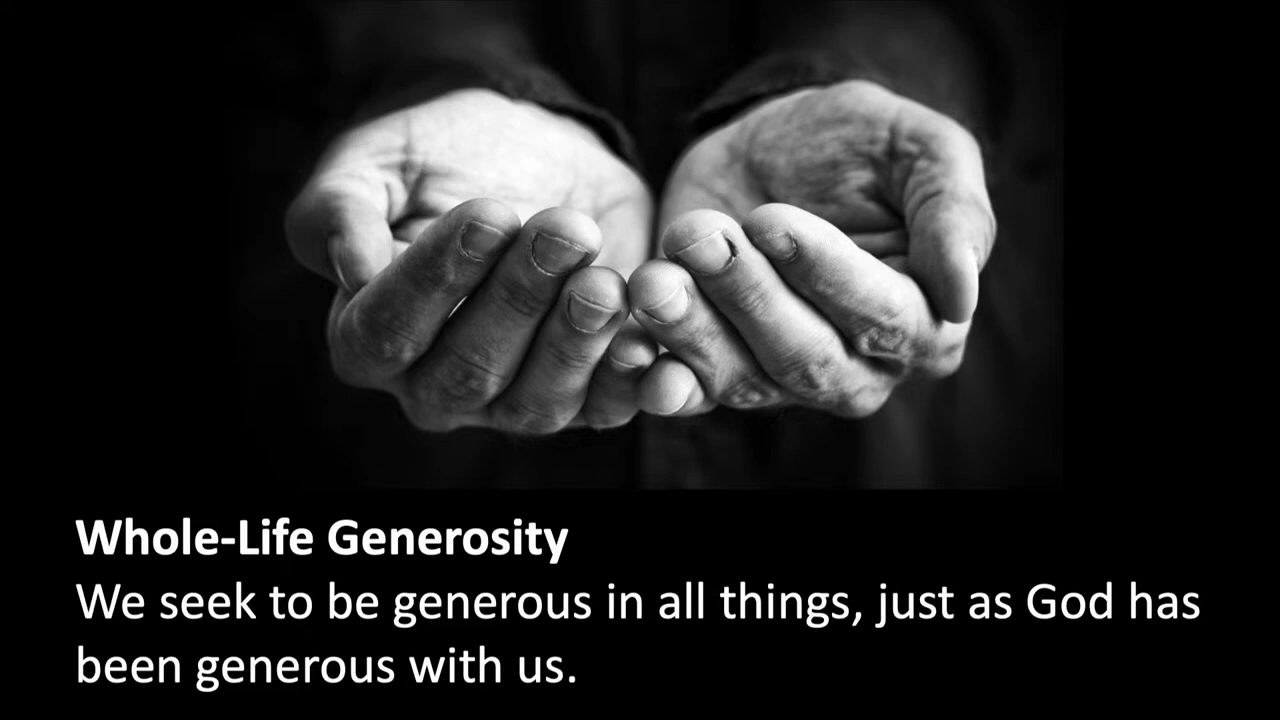 Whole-Life Generosity
We seek to be generous in all things, just as God has
been generous with us.